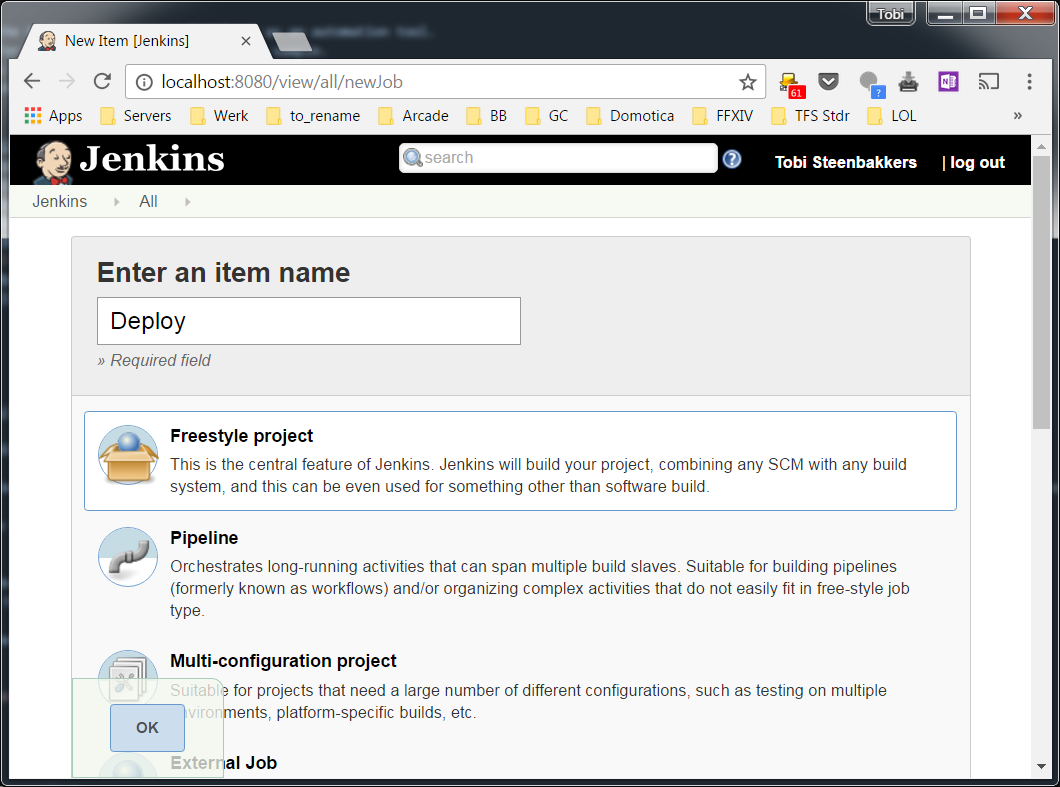 Tobi
New Item [Jenkins]
automation tool.
localhost:8080/view/all/newJob
61
?
N
Apps Servers Werk to_rename Arcade BB GC Domotica FFXIV TFS Stdr LOL »
Jenkins
search
?
Tobi Steenbakkers | log out
Jenkins All
Enter an item name
Deploy
» Required field
Freestyle project
This is the central feature of Jenkins. Jenkins will build your project, combining any SCM with any build
system, and this can be even used for something other than software build.
Pipeline
Orchestrates long-running activities that can span multiple build slaves. Suitable for building pipelines
(formerly known as workflows) and/or organizing complex activities that do not easily fit in free-style job
type.
Multi-configuration project
Suitable for projects that need a large number of different configurations, such as testing on multiple
environments, platform-specific builds, etc.
OK
External Job